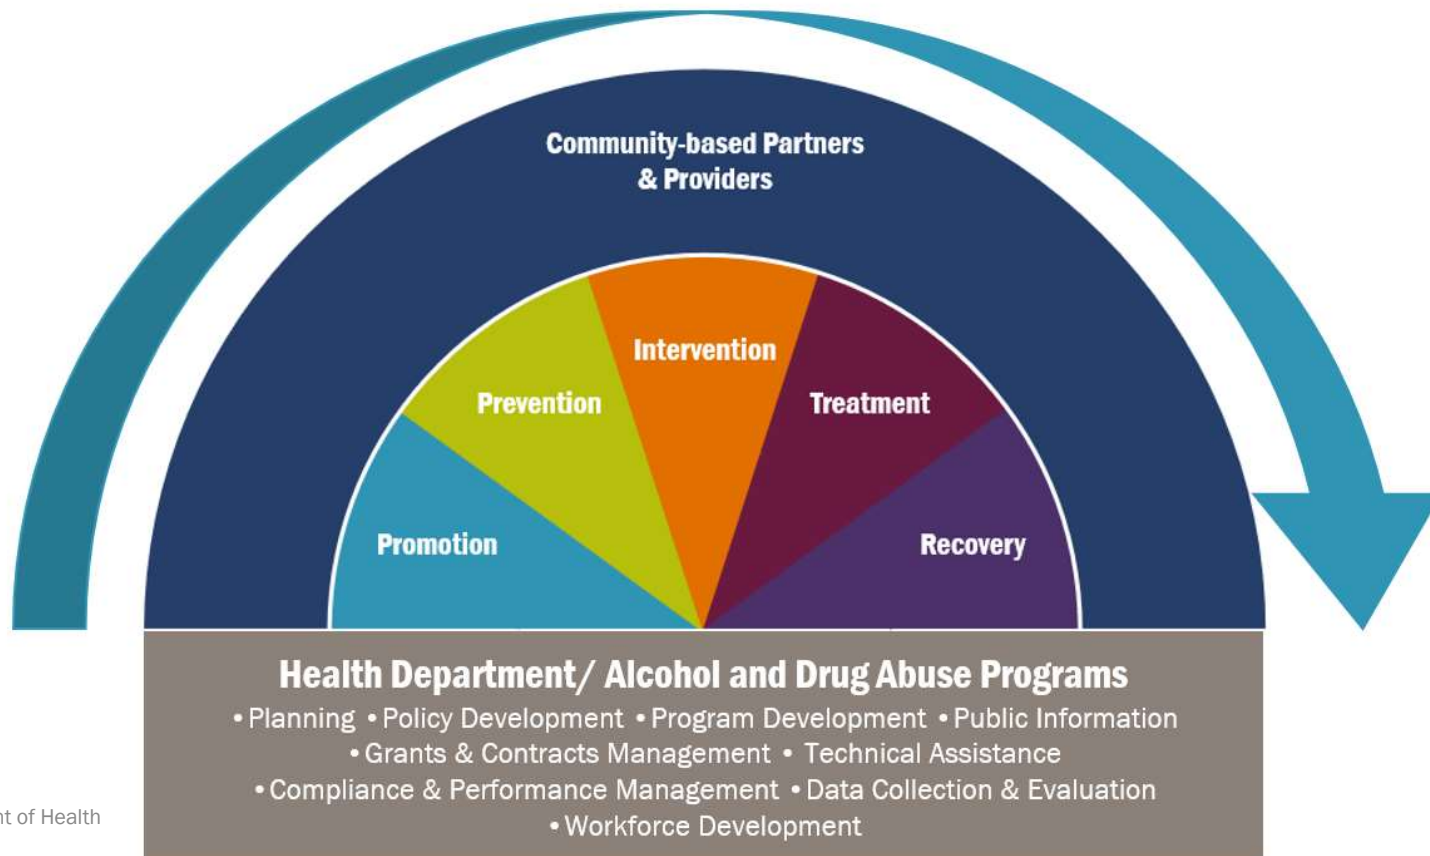 Community-based Partners
& Providers
Intervention
Prevention
Treatment
Promotion
Recovery
Health Department/ Alcohol and Drug Abuse Programs
• Planning • Policy Development • Program Development • Public Information
• Grants & Contracts Management • Technical Assistance
• Compliance & Performance Management • Data Collection & Evaluation
• Workforce Development
of Health